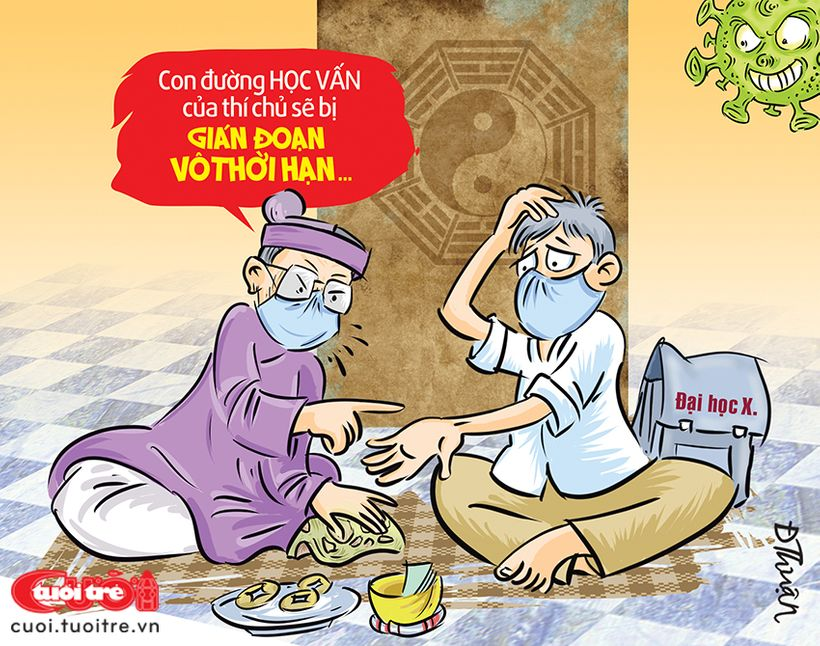 Con đường HỌC VẤN
của thí chủ sẽ bị
GIÁN ĐOẠN
VÔ THỜI HẠN...
Đại học X.
ĐThuận
tuổi trẻ
CƯỜI
cuoi.tuoitre.vn